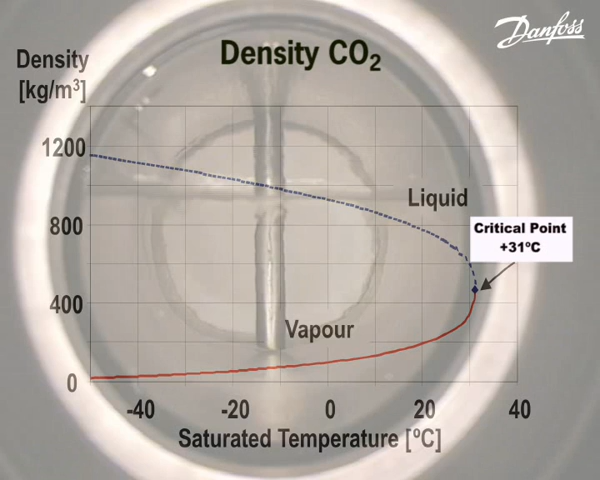 Danfoss
Density CO₂
Density
[kg/m³]
1200
800
400
0
Liquid
Critical Point
+31ºC
Vapour
-40
-20
0
20
40
Saturated Temperature [ºC]